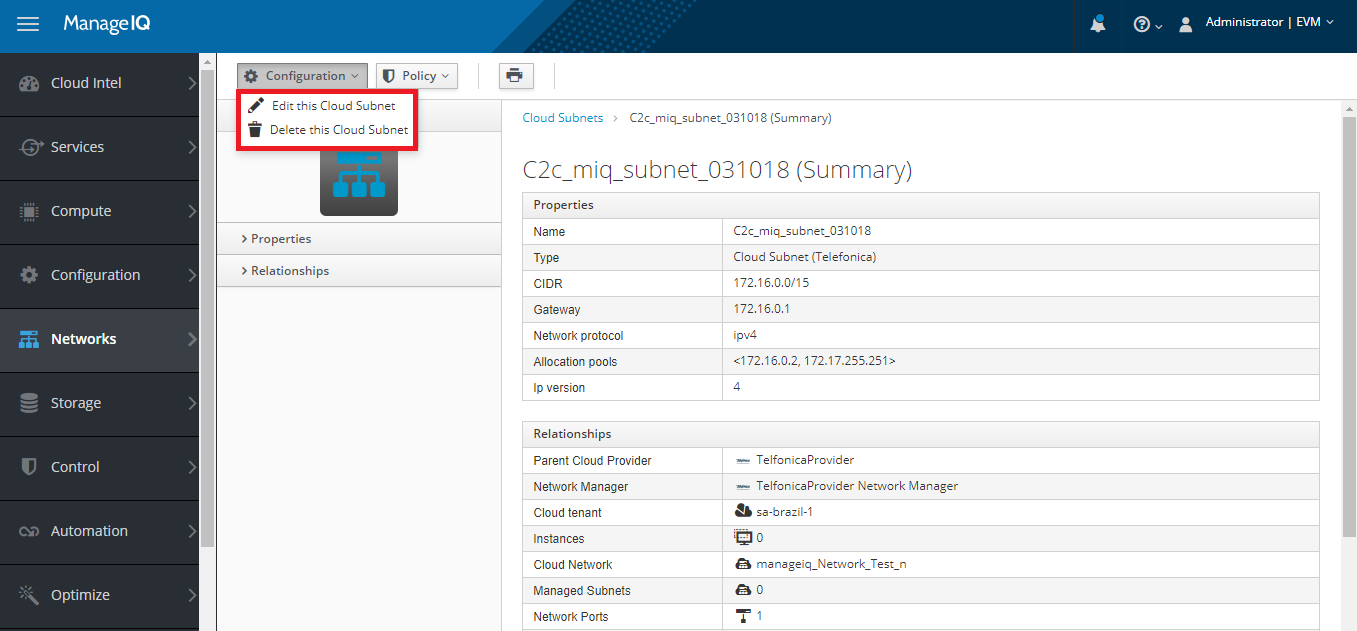 ManageIQ
Administrator | EVM
Cloud Intel
Services
Compute
Configuration
Networks
Storage
Control
Automation
Optimize
Configuration
Policy
Edit this Cloud Subnet
Delete this Cloud Subnet
Properties
Relationships
Cloud Subnets > C2c_miq_subnet_031018 (Summary)
C2c_miq_subnet_031018 (Summary)
Properties
Name C2c_miq_subnet_031018
Type Cloud Subnet (Telefonica)
CIDR 172.16.0.0/15
Gateway 172.16.0.1
Network protocol ipv4
Allocation pools <172.16.0.2, 172.17.255.251>
Ip version 4
Relationships
Parent Cloud Provider TelfonicaProvider
Network Manager TelfonicaProvider Network Manager
Cloud tenant sa-brazil-1
Instances 0
Cloud Network manageiq_Network_Test_n
Managed Subnets 0
Network Ports 1